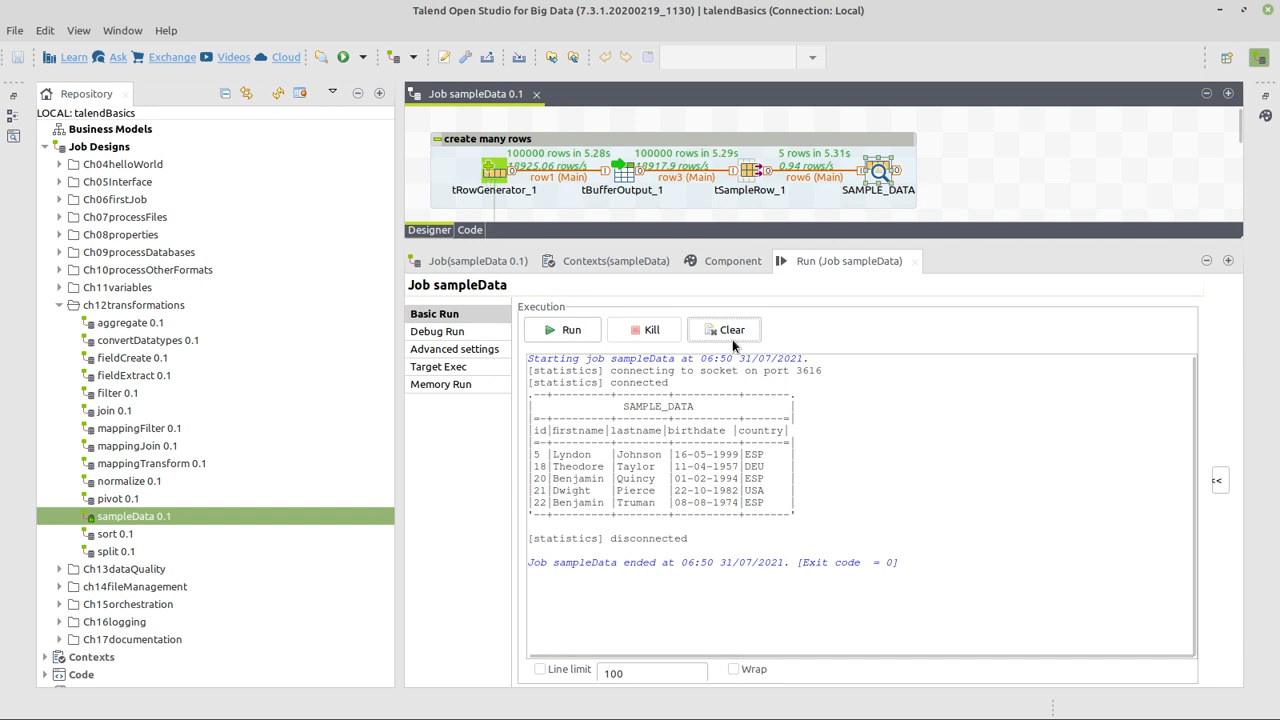 Talend Open Studio for Big Data (7.3.1.20200219_1130) | talendBasics (Connection: Local)
File Edit View Window Help
Learn Ask Exchange Videos Cloud
Repository
LOCAL: talendBasics
Business Models
Job Designs
Ch04helloWorld
Ch05Interface
Ch06firstJob
Ch07processFiles
Ch08properties
Ch09processDatabases
Ch10processOtherFormats
Ch11variables
ch12transformations
aggregate 0.1
convertDatatypes 0.1
fieldCreate 0.1
fieldExtract 0.1
filter 0.1
join 0.1
mappingFilter 0.1
mappingJoin 0.1
mappingTransform 0.1
normalize 0.1
pivot 0.1
sampleData 0.1
sort 0.1
split 0.1
Ch13dataQuality
ch14fileManagement
Ch15orchestration
Ch16logging
Ch17documentation
Contexts
Code
Job sampleData 0.1
create many rows
100000 rows in 5.28s 100000 rows in 5.29s 5 rows in 5.31s
18925.06 rows/s 18917.9 rows/s 0.94 rows/s
row1 (Main) row3 (Main) row6 (Main)
tRowGenerator_1 tBufferOutput_1 tSampleRow_1 SAMPLE_DATA
Designer Code
Job(sampleData 0.1) Contexts(sampleData) Component Run (Job sampleData)
Job sampleData
Basic Run
Debug Run
Advanced settings
Target Exec
Memory Run
Execution
Run Kill Clear
Starting job sampleData at 06:50 31/07/2021.
[statistics] connecting to socket on port 3616
[statistics] connected
.--+---------+--------+----------+-------.
| SAMPLE_DATA |
|=-+---------+--------+----------+------=|
|id|firstname|lastname|birthdate |country|
|=-+---------+--------+----------+------=|
|5 |Lyndon |Johnson |16-05-1999|ESP |
|18|Theodore |Taylor |11-04-1957|DEU |
|20|Benjamin |Quincy |01-02-1994|ESP |
|21|Dwight |Pierce |22-10-1982|USA |
|22|Benjamin |Truman |08-08-1974|ESP |
'--+---------+--------+----------+-------'
[statistics] disconnected
Job sampleData ended at 06:50 31/07/2021. [Exit code = 0]
<<
Line limit 100 Wrap